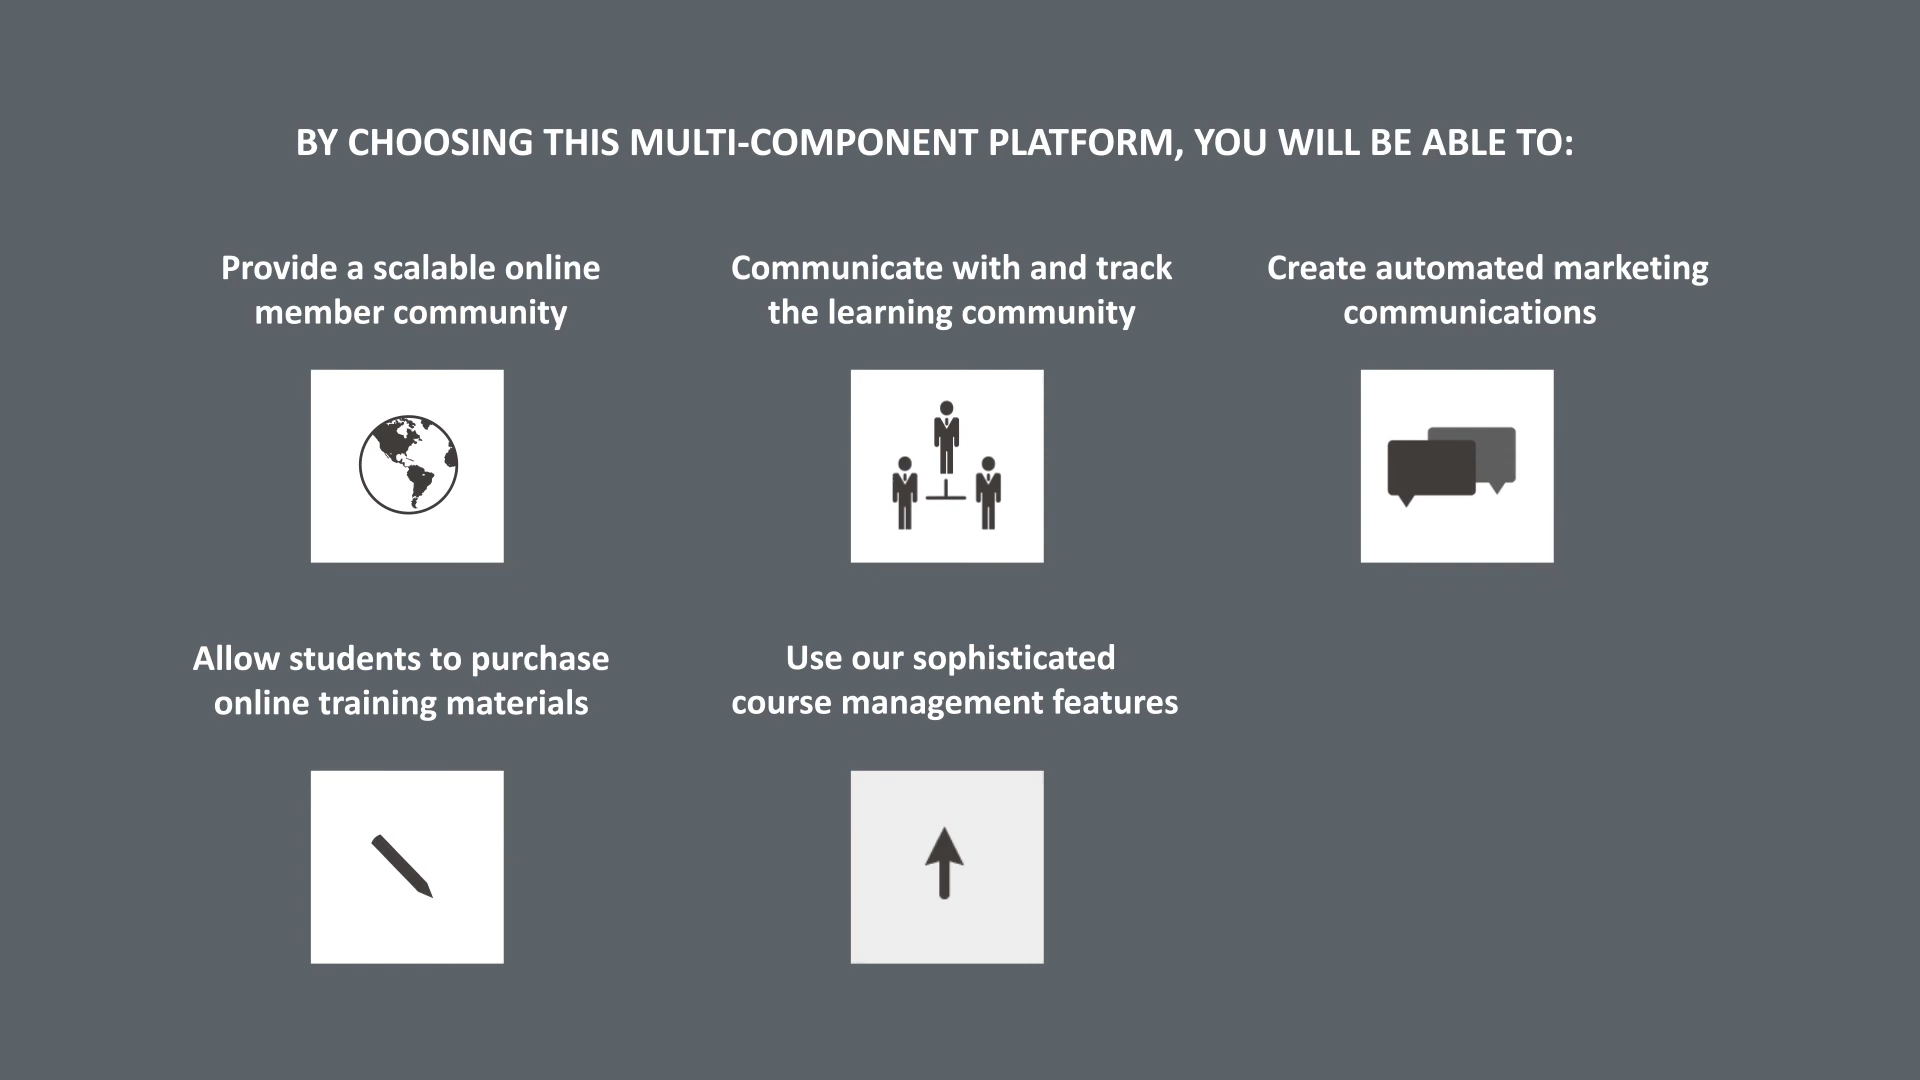 BY CHOOSING THIS MULTI-COMPONENT PLATFORM, YOU WILL BE ABLE TO:
Provide a scalable online
member community
Communicate with and track
the learning community
Create automated marketing
communications
Allow students to purchase
online training materials
Use our sophisticated
course management features